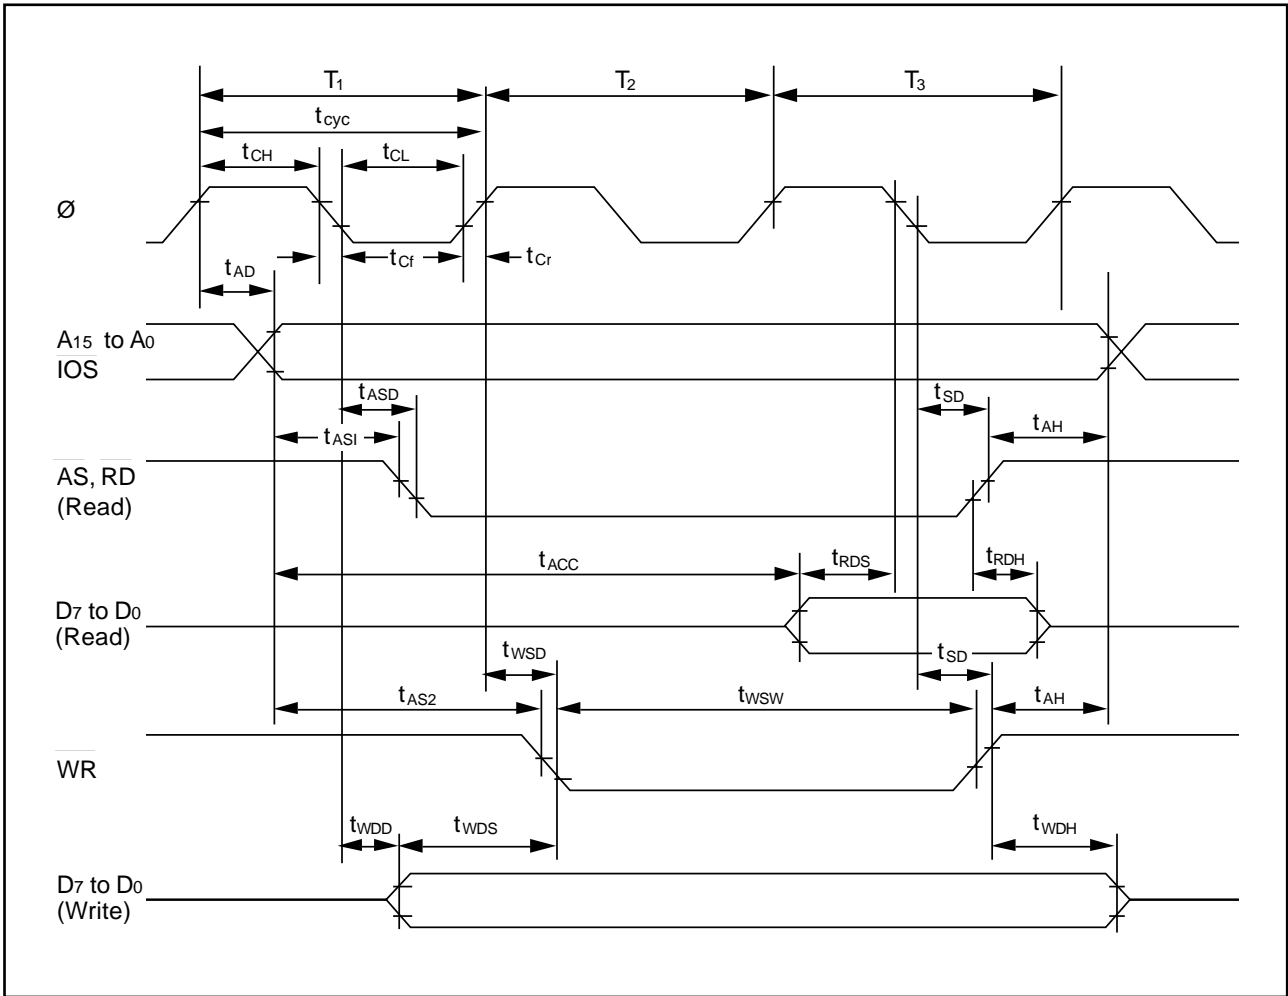 T1 T2 T3
tcyc
tCH tCL
Ø
tCf tCr
tAD
A15 to A0
IOS
tASD tSD
tASI tAH
AS, RD
(Read)
tACC tRDS tRDH
D7 to D0
(Read)
tWSD tSD
tAS2 tWSW tAH
WR
tWDD tWDS tWDH
D7 to D0
(Write)